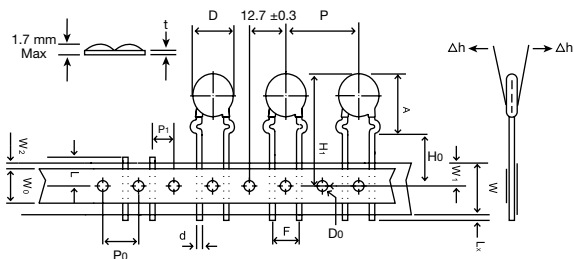 t
D
12.7 ±0.3
P
1.7 mm
Max
Δh
Δh
A
P1
H1
H0
W2
L
W1
W
W0
P0
d
F
D0
Lx